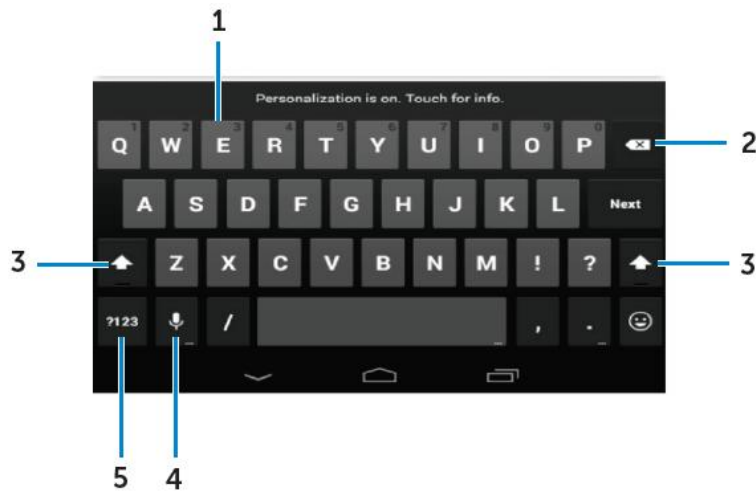 1
Personalization is on. Touch for info.
1 2 3 4 5 6 7 8 9 0
Q W E R T Y U I O P
2
A S D F G H J K L Next
3 Z X C V B N M ! ? 3
?123 / , .
5 4